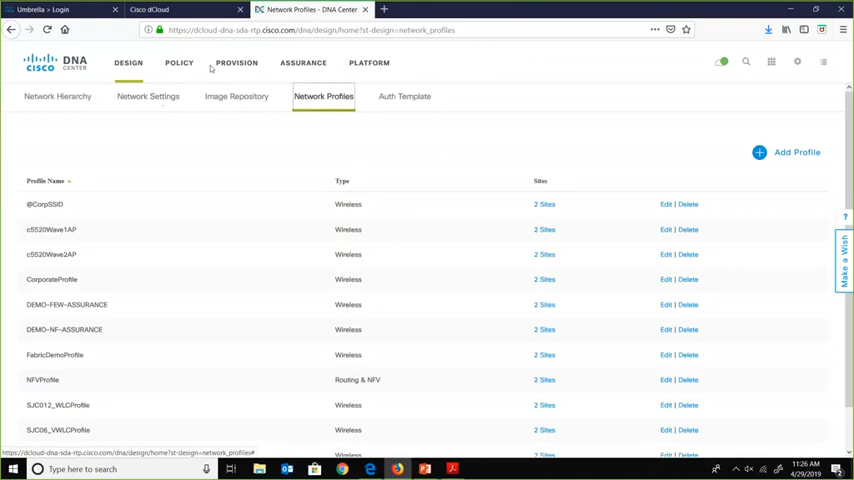 Umbrella > Login
Cisco dCloud
Network Profiles - DNA Center
https://dcloud-dna-sda-rtp.cisco.com/dna/design/home?st-design=network_profiles
CISCO DNA CENTER
DESIGN POLICY PROVISION ASSURANCE PLATFORM
Network Hierarchy Network Settings Image Repository Network Profiles Auth Template
Add Profile
Profile Name Type Sites
@CorpSSID Wireless 2 Sites Edit | Delete
c5520Wave1AP Wireless 2 Sites Edit | Delete
c5520Wave2AP Wireless 2 Sites Edit | Delete
CorporateProfile Wireless 2 Sites Edit | Delete
DEMO-FEW-ASSURANCE Wireless 2 Sites Edit | Delete
DEMO-NF-ASSURANCE Wireless 2 Sites Edit | Delete
FabricDemoProfile Wireless 2 Sites Edit | Delete
NFVProfile Routing & NFV 2 Sites Edit | Delete
SJC012_WLCProfile Wireless 2 Sites Edit | Delete
SJC06_VWLCProfile Wireless 2 Sites Edit | Delete
?
Make a Wish
https://dcloud-dna-sda-rtp.cisco.com/dna/design/home?st-design=network_profiles#
Type here to search
11:26 AM
4/29/2019
2